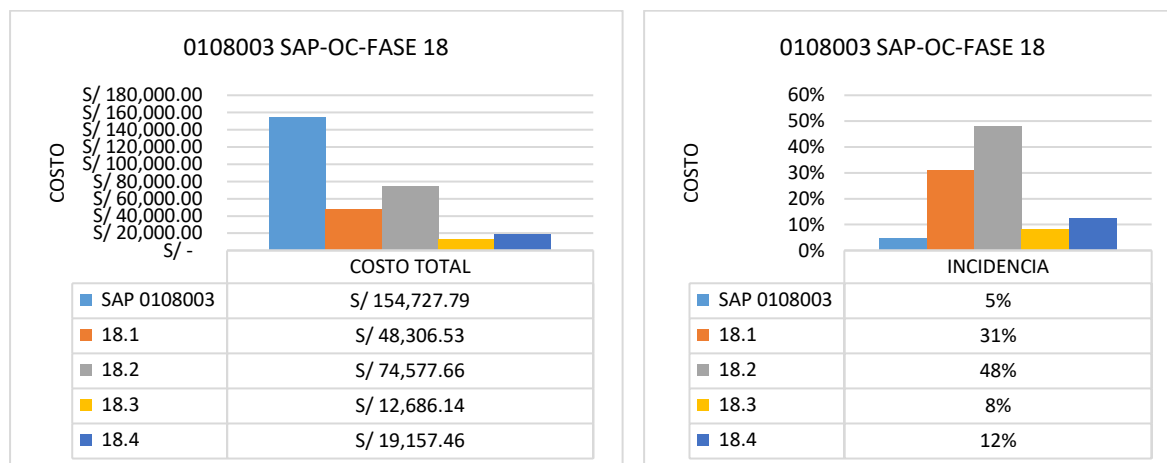 0108003 SAP-OC-FASE 18
COSTO
S/ 180,000.00
S/ 160,000.00
S/ 140,000.00
S/ 120,000.00
S/ 100,000.00
S/ 80,000.00
S/ 60,000.00
S/ 40,000.00
S/ 20,000.00
S/ -
COSTO TOTAL
SAP 0108003 S/ 154,727.79
18.1 S/ 48,306.53
18.2 S/ 74,577.66
18.3 S/ 12,686.14
18.4 S/ 19,157.46
0108003 SAP-OC-FASE 18
COSTO
60%
50%
40%
30%
20%
10%
0%
INCIDENCIA
SAP 0108003 5%
18.1 31%
18.2 48%
18.3 8%
18.4 12%